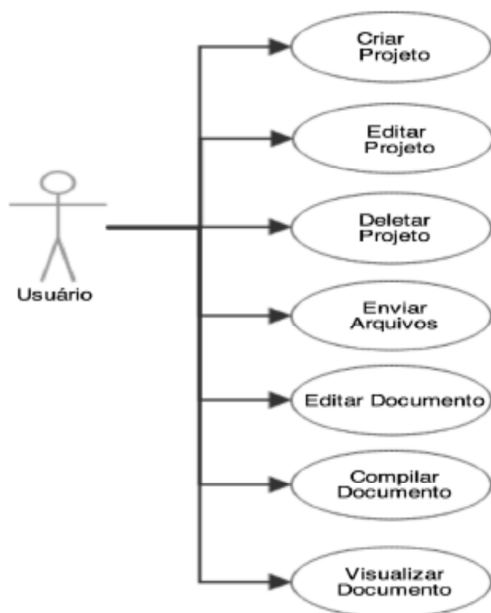 Criar
Projeto
Editar
Projeto
Deletar
Projeto
Usuário
Enviar
Arquivos
Editar Documento
Compilar
Documento
Visualizar
Documento